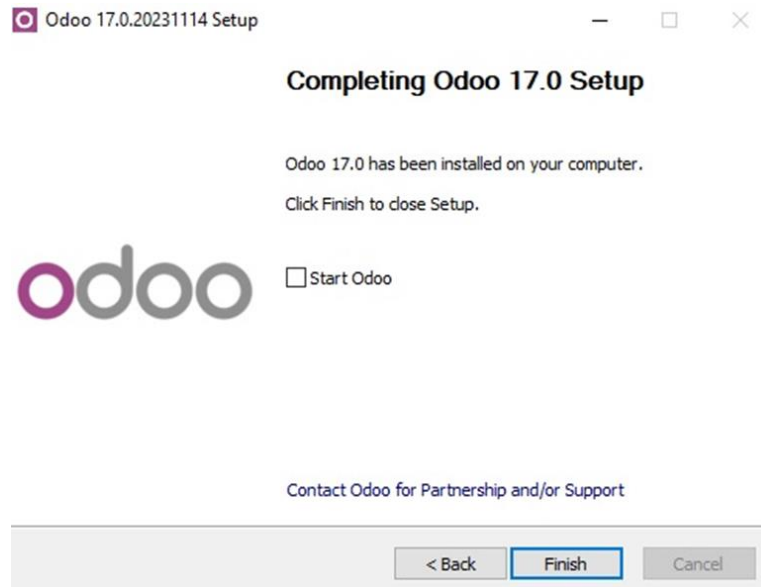 Odoo 17.0.20231114 Setup
Completing Odoo 17.0 Setup
Odoo 17.0 has been installed on your computer.
Click Finish to close Setup.
odoo
Start Odoo
Contact Odoo for Partnership and/or Support
< Back
Finish
Cancel